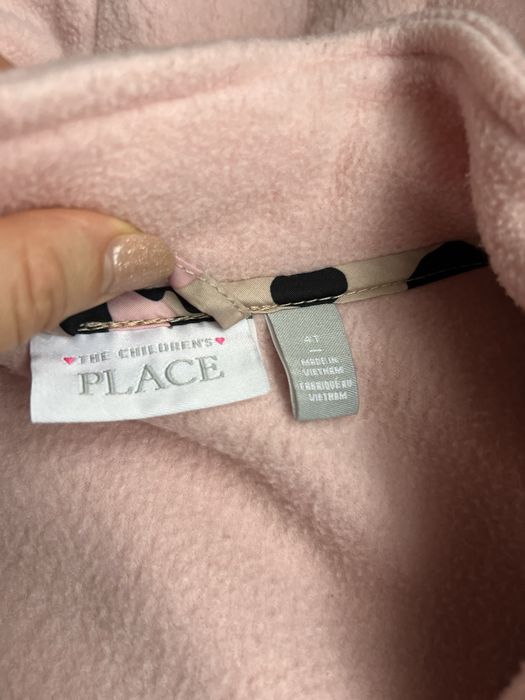 THE CHILDREN'S
PLACE
4T
MADE IN
VIETNAM
FABRIQUÉ AU
VIETNAM